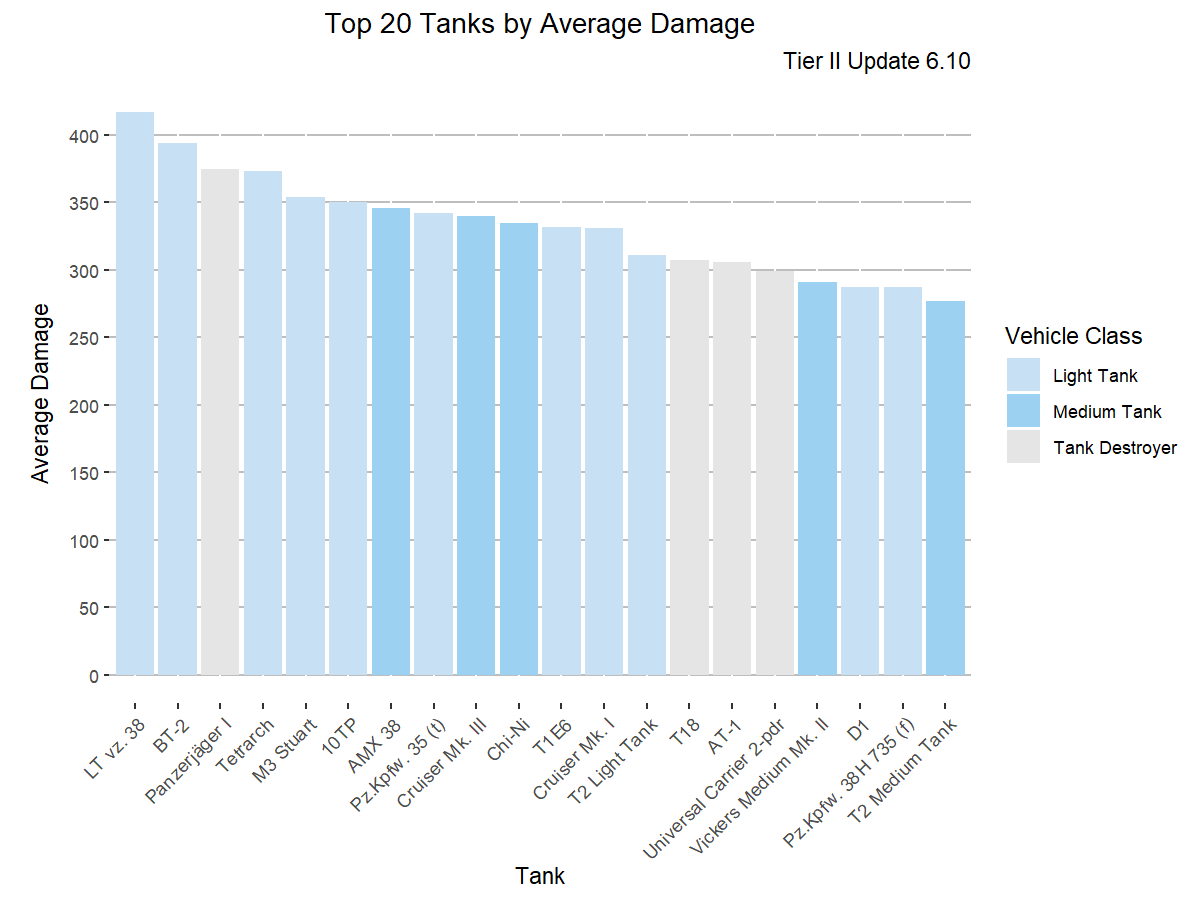 Top 20 Tanks by Average Damage
Tier II Update 6.10
Average Damage
400
350
300
250
200
150
100
50
0
LT vz. 38
BT-2
Panzerjäger I
Tetrarch
M3 Stuart
10TP
AMX 38
Pz.Kpfw. 35 (t)
Cruiser Mk. III
Chi-Ni
T1E6
Cruiser Mk. I
T2 Light Tank
T18
AT-1
Universal Carrier 2-pdr
Vickers Medium Mk. II
D1
Pz.Kpfw. 38 H 735 (f)
T2 Medium Tank
Tank
Vehicle Class
Light Tank
Medium Tank
Tank Destroyer